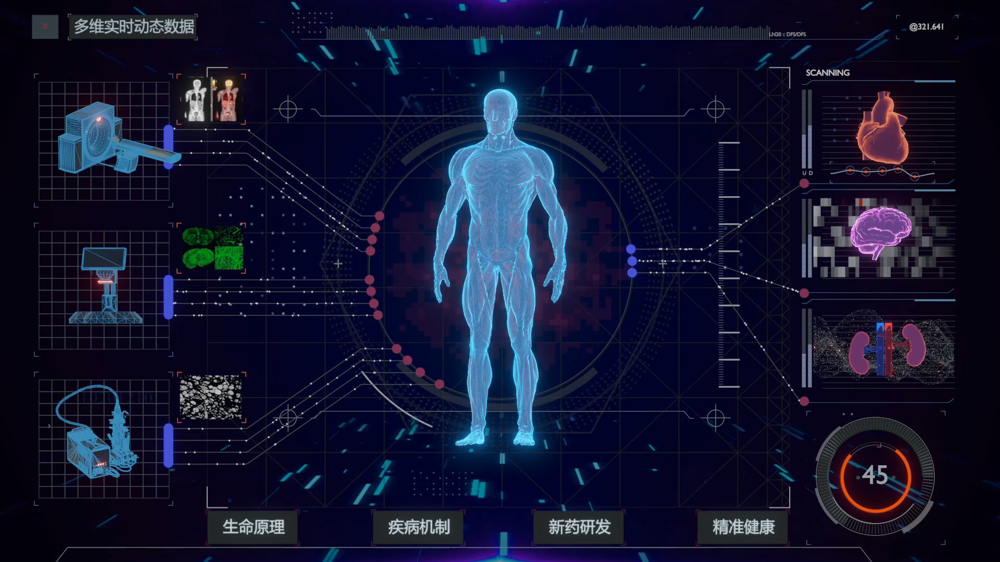 多维实时动态数据
LN20 :: DFS/DFS
@321.641
SCANNING
U D
45
生命原理
疾病机制
新药研发
精准健康